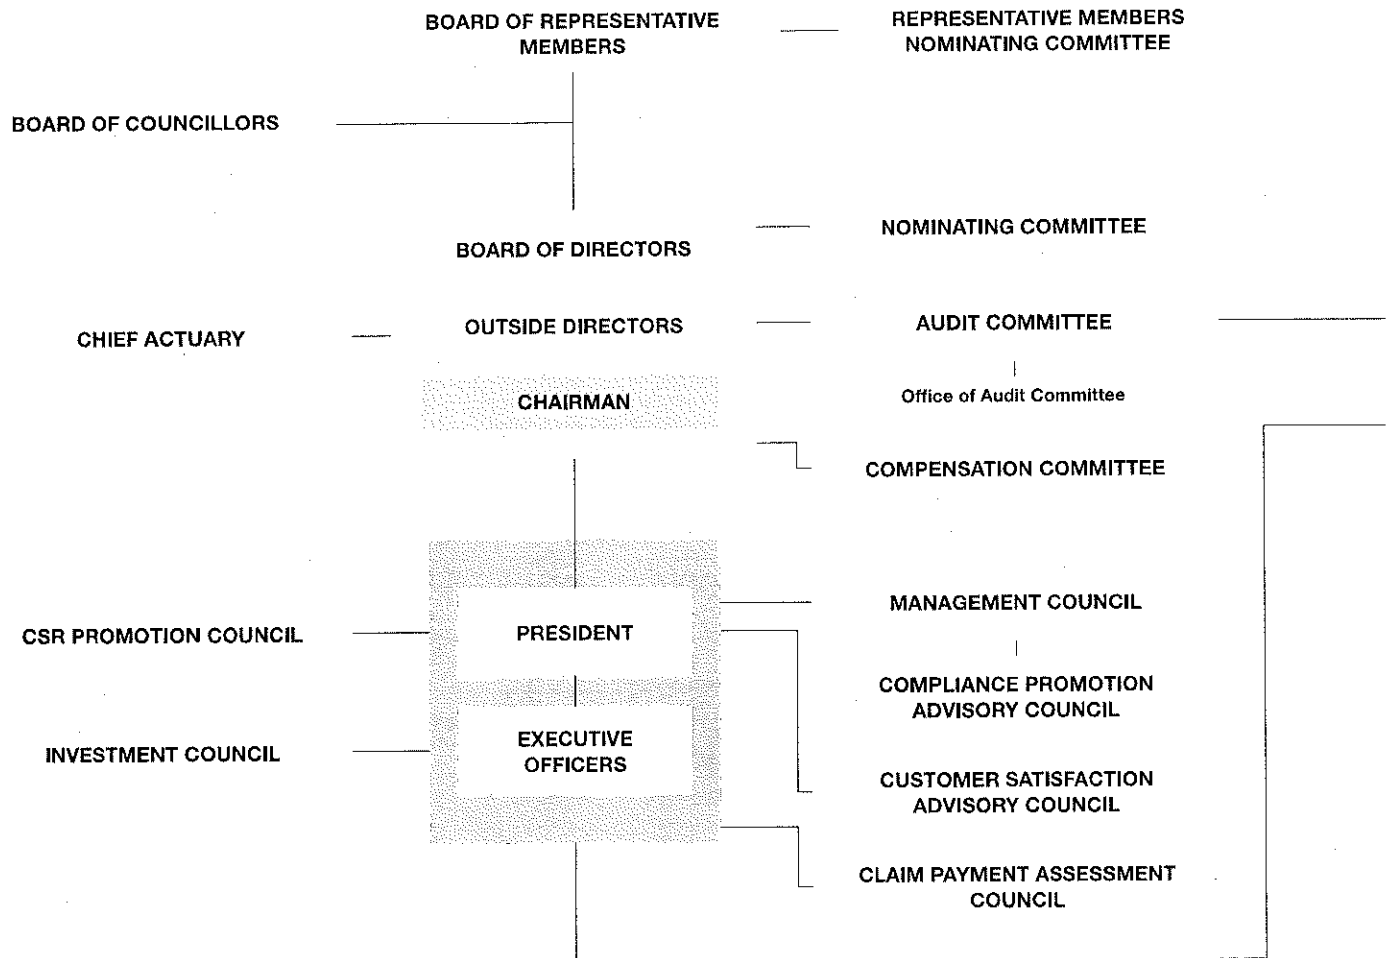 BOARD OF REPRESENTATIVE
MEMBERS
REPRESENTATIVE MEMBERS
NOMINATING COMMITTEE
BOARD OF COUNCILLORS
BOARD OF DIRECTORS
NOMINATING COMMITTEE
CHIEF ACTUARY
OUTSIDE DIRECTORS
AUDIT COMMITTEE
CHAIRMAN
Office of Audit Committee
COMPENSATION COMMITTEE
CSR PROMOTION COUNCIL
PRESIDENT
MANAGEMENT COUNCIL
COMPLIANCE PROMOTION
ADVISORY COUNCIL
INVESTMENT COUNCIL
EXECUTIVE
OFFICERS
CUSTOMER SATISFACTION
ADVISORY COUNCIL
CLAIM PAYMENT ASSESSMENT
COUNCIL